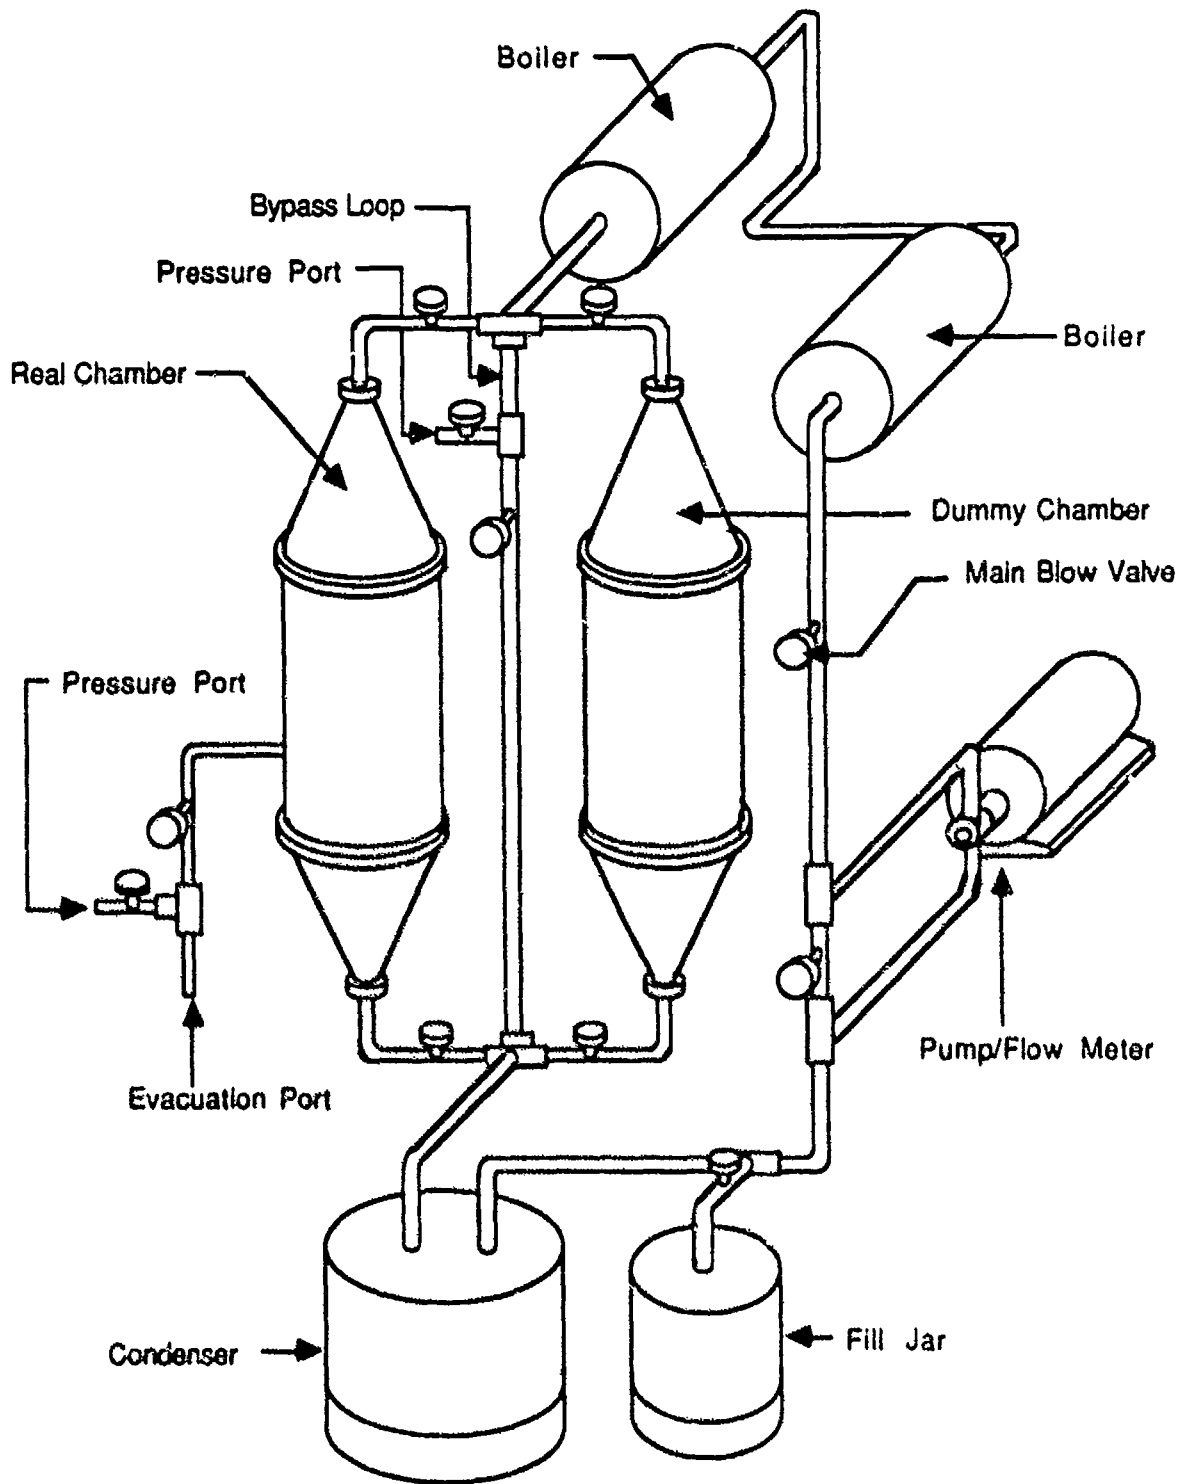 Boiler
Bypass Loop
Pressure Port
Boiler
Real Chamber
Dummy Chamber
Main Blow Valve
Pressure Port
Pump/Flow Meter
Evacuation Port
Fill Jar
Condenser